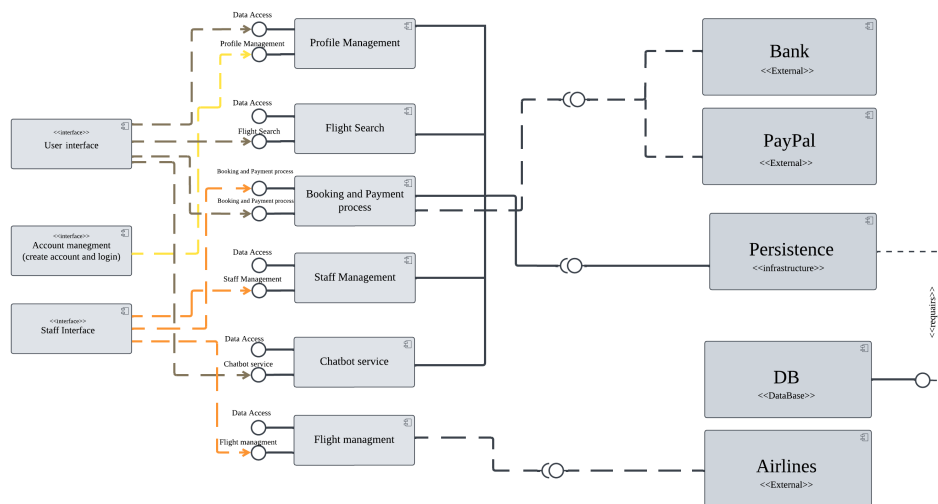 Data Access
Profile Management
Profile Management
Bank
<<External>>
Data Access
Flight Search
Flight Search
PayPal
<<External>>
<<interface>>
User interface
Booking and Payment process
Booking and Payment process
Booking and Payment
process
<<interface>>
Account managment
(create account and login)
Persistence
<<infrastructure>>
Data Access
Staff Management
Staff Management
<<interface>>
Staff Interface
<<requairs>>
Data Access
Chatbot service
Chatbot service
DB
<<DataBase>>
Data Access
Flight managment
Flight managment
Airlines
<<External>>